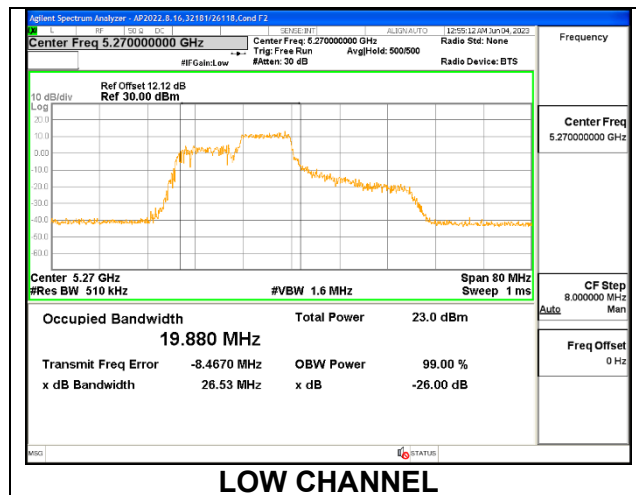 Agilent Spectrum Analyzer - AP2022.8.16,32181/26118,Cond F2
L RF 50 Ω DC SENSE:INT ALIGN AUTO 12:55:12 AM Jun 04, 2023
Center Freq 5.270000000 GHz
Center Freq: 5.270000000 GHz
Radio Std: None
Trig: Free Run Avg|Hold: 500/500
#IFGain:Low #Atten: 30 dB Radio Device: BTS
Frequency
Ref Offset 12.12 dB
10 dB/div Ref 30.00 dBm
Log
20.0
10.0
0.00
-10.0
-20.0
-30.0
-40.0
-50.0
-60.0
Center Freq
5.270000000 GHz
Center 5.27 GHz Span 80 MHz
#Res BW 510 kHz #VBW 1.6 MHz Sweep 1 ms
CF Step
8.000000 MHz
Auto Man
Occupied Bandwidth Total Power 23.0 dBm
19.880 MHz
Transmit Freq Error -8.4670 MHz OBW Power 99.00 %
x dB Bandwidth 26.53 MHz x dB -26.00 dB
Freq Offset
0 Hz
MSG STATUS
LOW CHANNEL